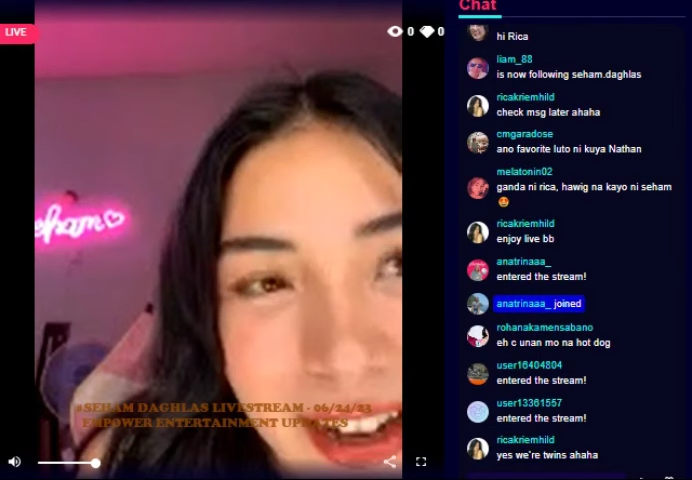 Chat
LIVE
0
0
hi Rica
liam_88
is now following seham.daghlas
ricakriemhild
check msg later ahaha
cmgaradose
ano favorite luto ni kuya Nathan
melatonin02
ganda ni rica, hawig na kayo ni seham
🤩
ricakriemhild
enjoy live bb
anatrinaaa_
entered the stream!
anatrinaaa_ joined
rohanakamensabano
eh c unan mo na hot dog
user16404804
entered the stream!
user13361557
entered the stream!
ricakriemhild
yes we're twins ahaha
eham
#SEHAM DAGHLAS LIVESTREAM - 06/24/23
EMPOWER ENTERTAINMENT UPDATES